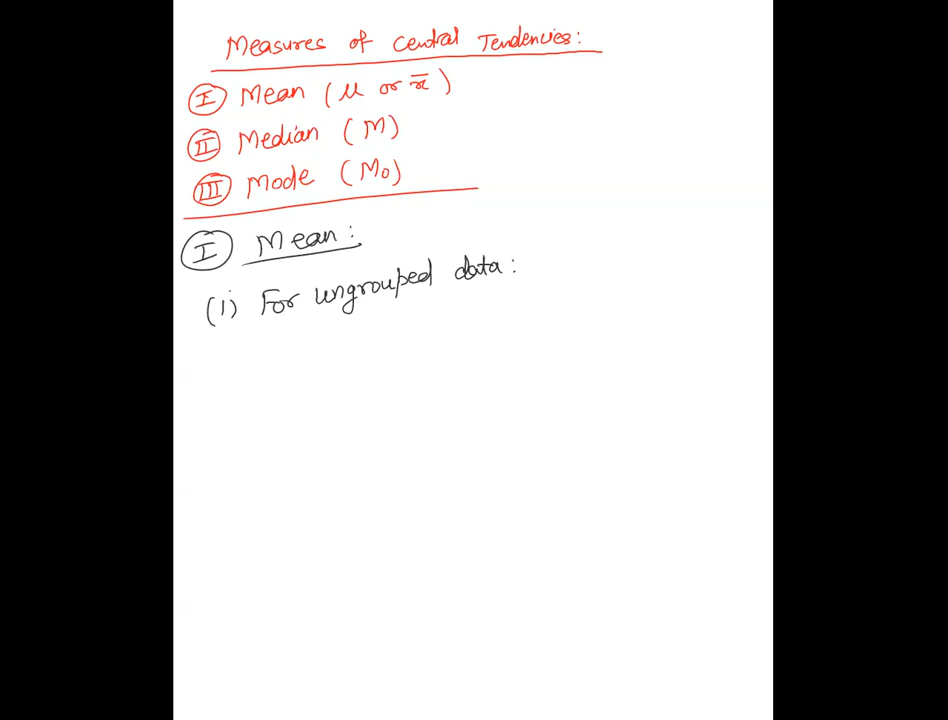 Measures of Central Tendencies:
I Mean (μ or x̄)
II Median (M)
III Mode (Mo)
I Mean:
(i) For ungrouped data: